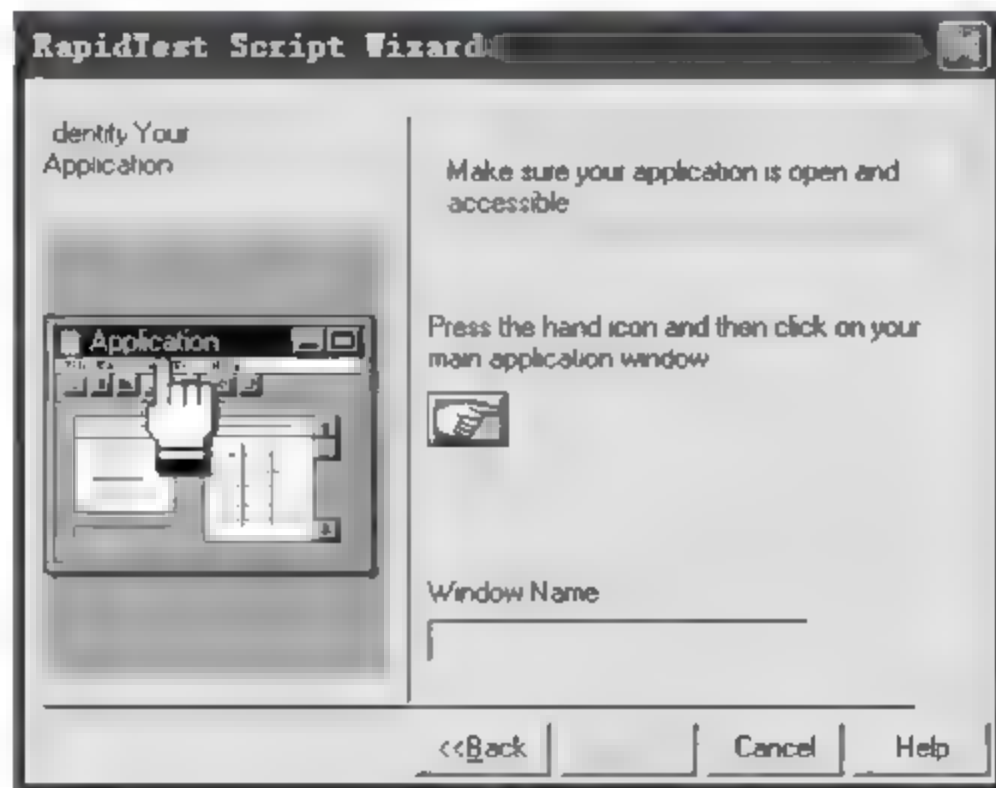 RapidTest Script Wizard
dentify Your
Application
Make sure your application is open and
accessible
Application
Press the hand icon and then click on your
main application window
Window Name
<<Back
Cancel
Help